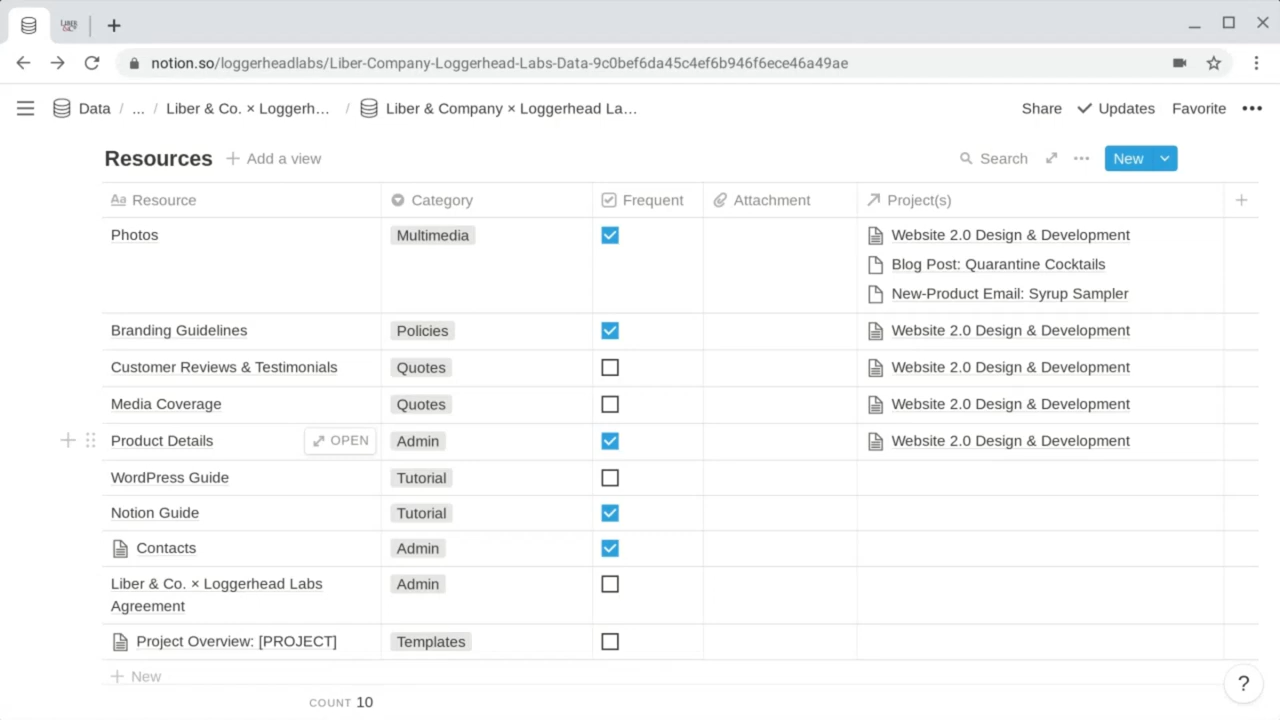 LIBER & CO.
notion.so/loggerheadlabs/Liber-Company-Loggerhead-Labs-Data-9c0bef6da45c4ef6b946f6ece46a49ae
Data / ... / Liber & Co. × Loggerh... / Liber & Company × Loggerhead La...
Share Updates Favorite •••
Resources + Add a view
Search ••• New
Aa Resource Category Frequent Attachment Project(s) +
Photos Multimedia Website 2.0 Design & Development
Blog Post: Quarantine Cocktails
New-Product Email: Syrup Sampler
Branding Guidelines Policies Website 2.0 Design & Development
Customer Reviews & Testimonials Quotes Website 2.0 Design & Development
Media Coverage Quotes Website 2.0 Design & Development
Product Details OPEN Admin Website 2.0 Design & Development
WordPress Guide Tutorial
Notion Guide Tutorial
Contacts Admin
Liber & Co. × Loggerhead Labs Admin
Agreement
Project Overview: [PROJECT] Templates
+ New
COUNT 10
?